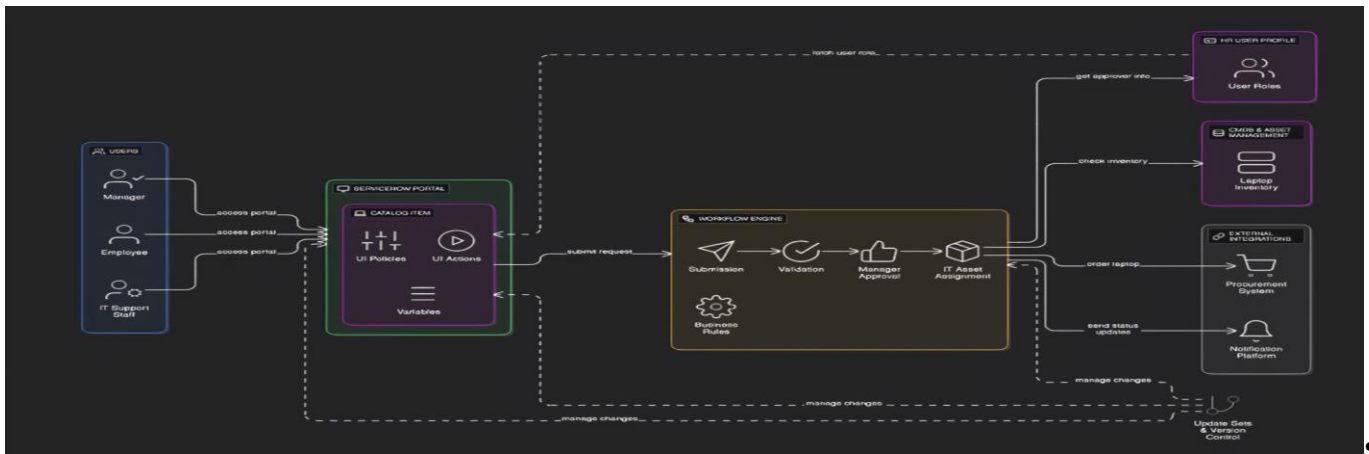 fetch user role
HR USER PROFILE
User Roles
get approver info
CMDB & ASSET
MANAGEMENT
Laptop
Inventory
check inventory
USERS
Manager
Employee
IT Support
Staff
access portal
access portal
access portal
SERVICENOW PORTAL
CATALOG ITEM
UI Policies
UI Actions
Variables
submit request
WORKFLOW ENGINE
Submission
Validation
Manager
Approval
IT Asset
Assignment
Business
Rules
EXTERNAL
INTEGRATIONS
order laptop
Procurement
System
send status
updates
Notification
Platform
manage changes
manage changes
manage changes
Update Sets
& Version
Control